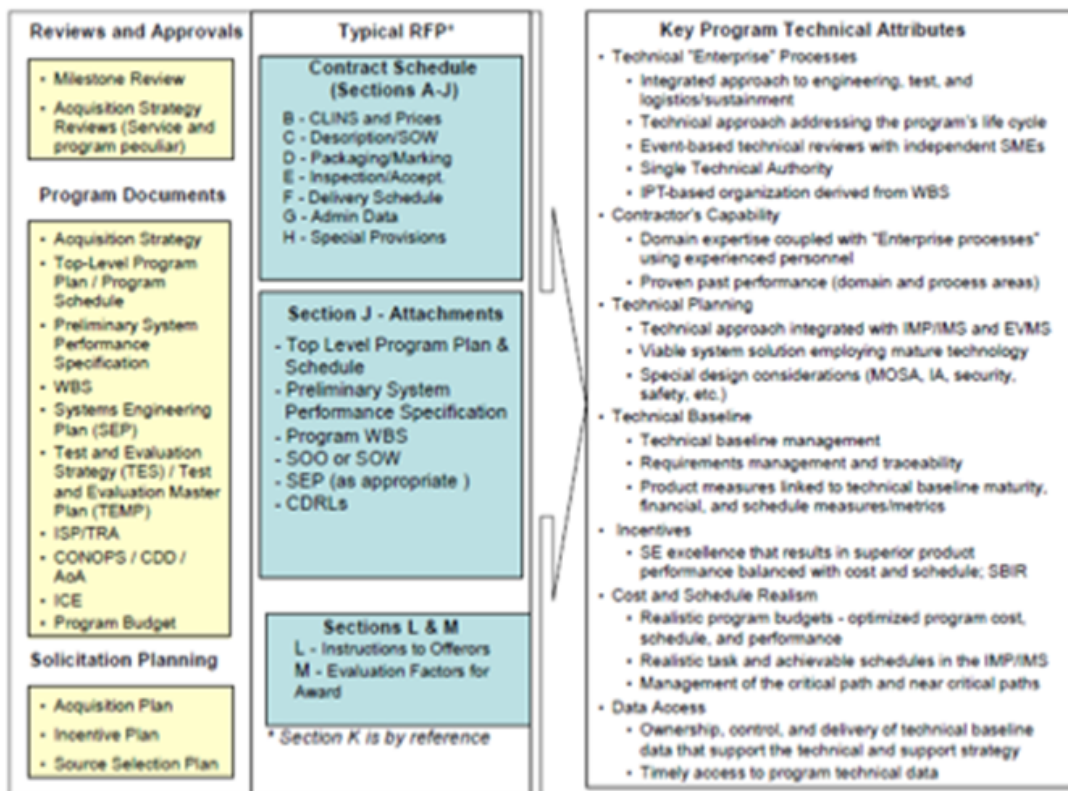 Reviews and Approvals
• Milestone Review
• Acquisition Strategy
Reviews (Service and
program peculiar)
Program Documents
• Acquisition Strategy
• Top-Level Program
Plan / Program
Schedule
• Preliminary System
Performance
Specification
• WBS
• Systems Engineering
Plan (SEP)
• Test and Evaluation
Strategy (TES) / Test
and Evaluation Master
Plan (TEMP)
• ISP/TRA
• CONOPS / CDD /
AoA
• ICE
• Program Budget
Solicitation Planning
• Acquisition Plan
• Incentive Plan
• Source Selection Plan
Typical RFP*
Contract Schedule
(Sections A-J)
B - CLINS and Prices
C - Description/SOW
D - Packaging/Marking
E - Inspection/Accept.
F - Delivery Schedule
G - Admin Data
H - Special Provisions
Section J - Attachments
- Top Level Program Plan &
Schedule
- Preliminary System
Performance Specification
- Program WBS
- SOO or SOW
- SEP (as appropriate )
- CDRLs
Sections L & M
L - Instructions to Offerors
M - Evaluation Factors for
Award
* Section K is by reference
Key Program Technical Attributes
• Technical "Enterprise" Processes
• Integrated approach to engineering, test, and
logistics/sustainment
• Technical approach addressing the program's life cycle
• Event-based technical reviews with independent SMEs
• Single Technical Authority
• IPT-based organization derived from WBS
• Contractor's Capability
• Domain expertise coupled with "Enterprise processes"
using experienced personnel
• Proven past performance (domain and process areas)
• Technical Planning
• Technical approach integrated with IMP/IMS and EVMS
• Viable system solution employing mature technology
• Special design considerations (MOSA, IA, security,
safety, etc.)
• Technical Baseline
• Technical baseline management
• Requirements management and traceability
• Product measures linked to technical baseline maturity,
financial, and schedule measures/metrics
• Incentives
• SE excellence that results in superior product
performance balanced with cost and schedule; SBIR
• Cost and Schedule Realism
• Realistic program budgets - optimized program cost,
schedule, and performance
• Realistic task and achievable schedules in the IMP/IMS
• Management of the critical path and near critical paths
• Data Access
• Ownership, control, and delivery of technical baseline
data that support the technical and support strategy
• Timely access to program technical data